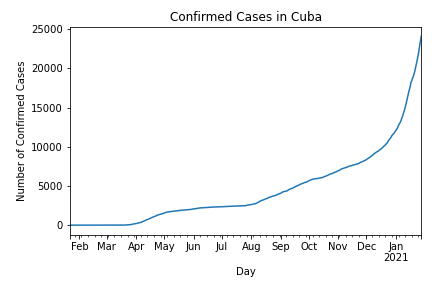 Confirmed Cases in Cuba
Number of Confirmed Cases
25000
20000
15000
10000
5000
0
Feb Mar Apr May Jun Jul Aug Sep Oct Nov Dec Jan
2021
Day